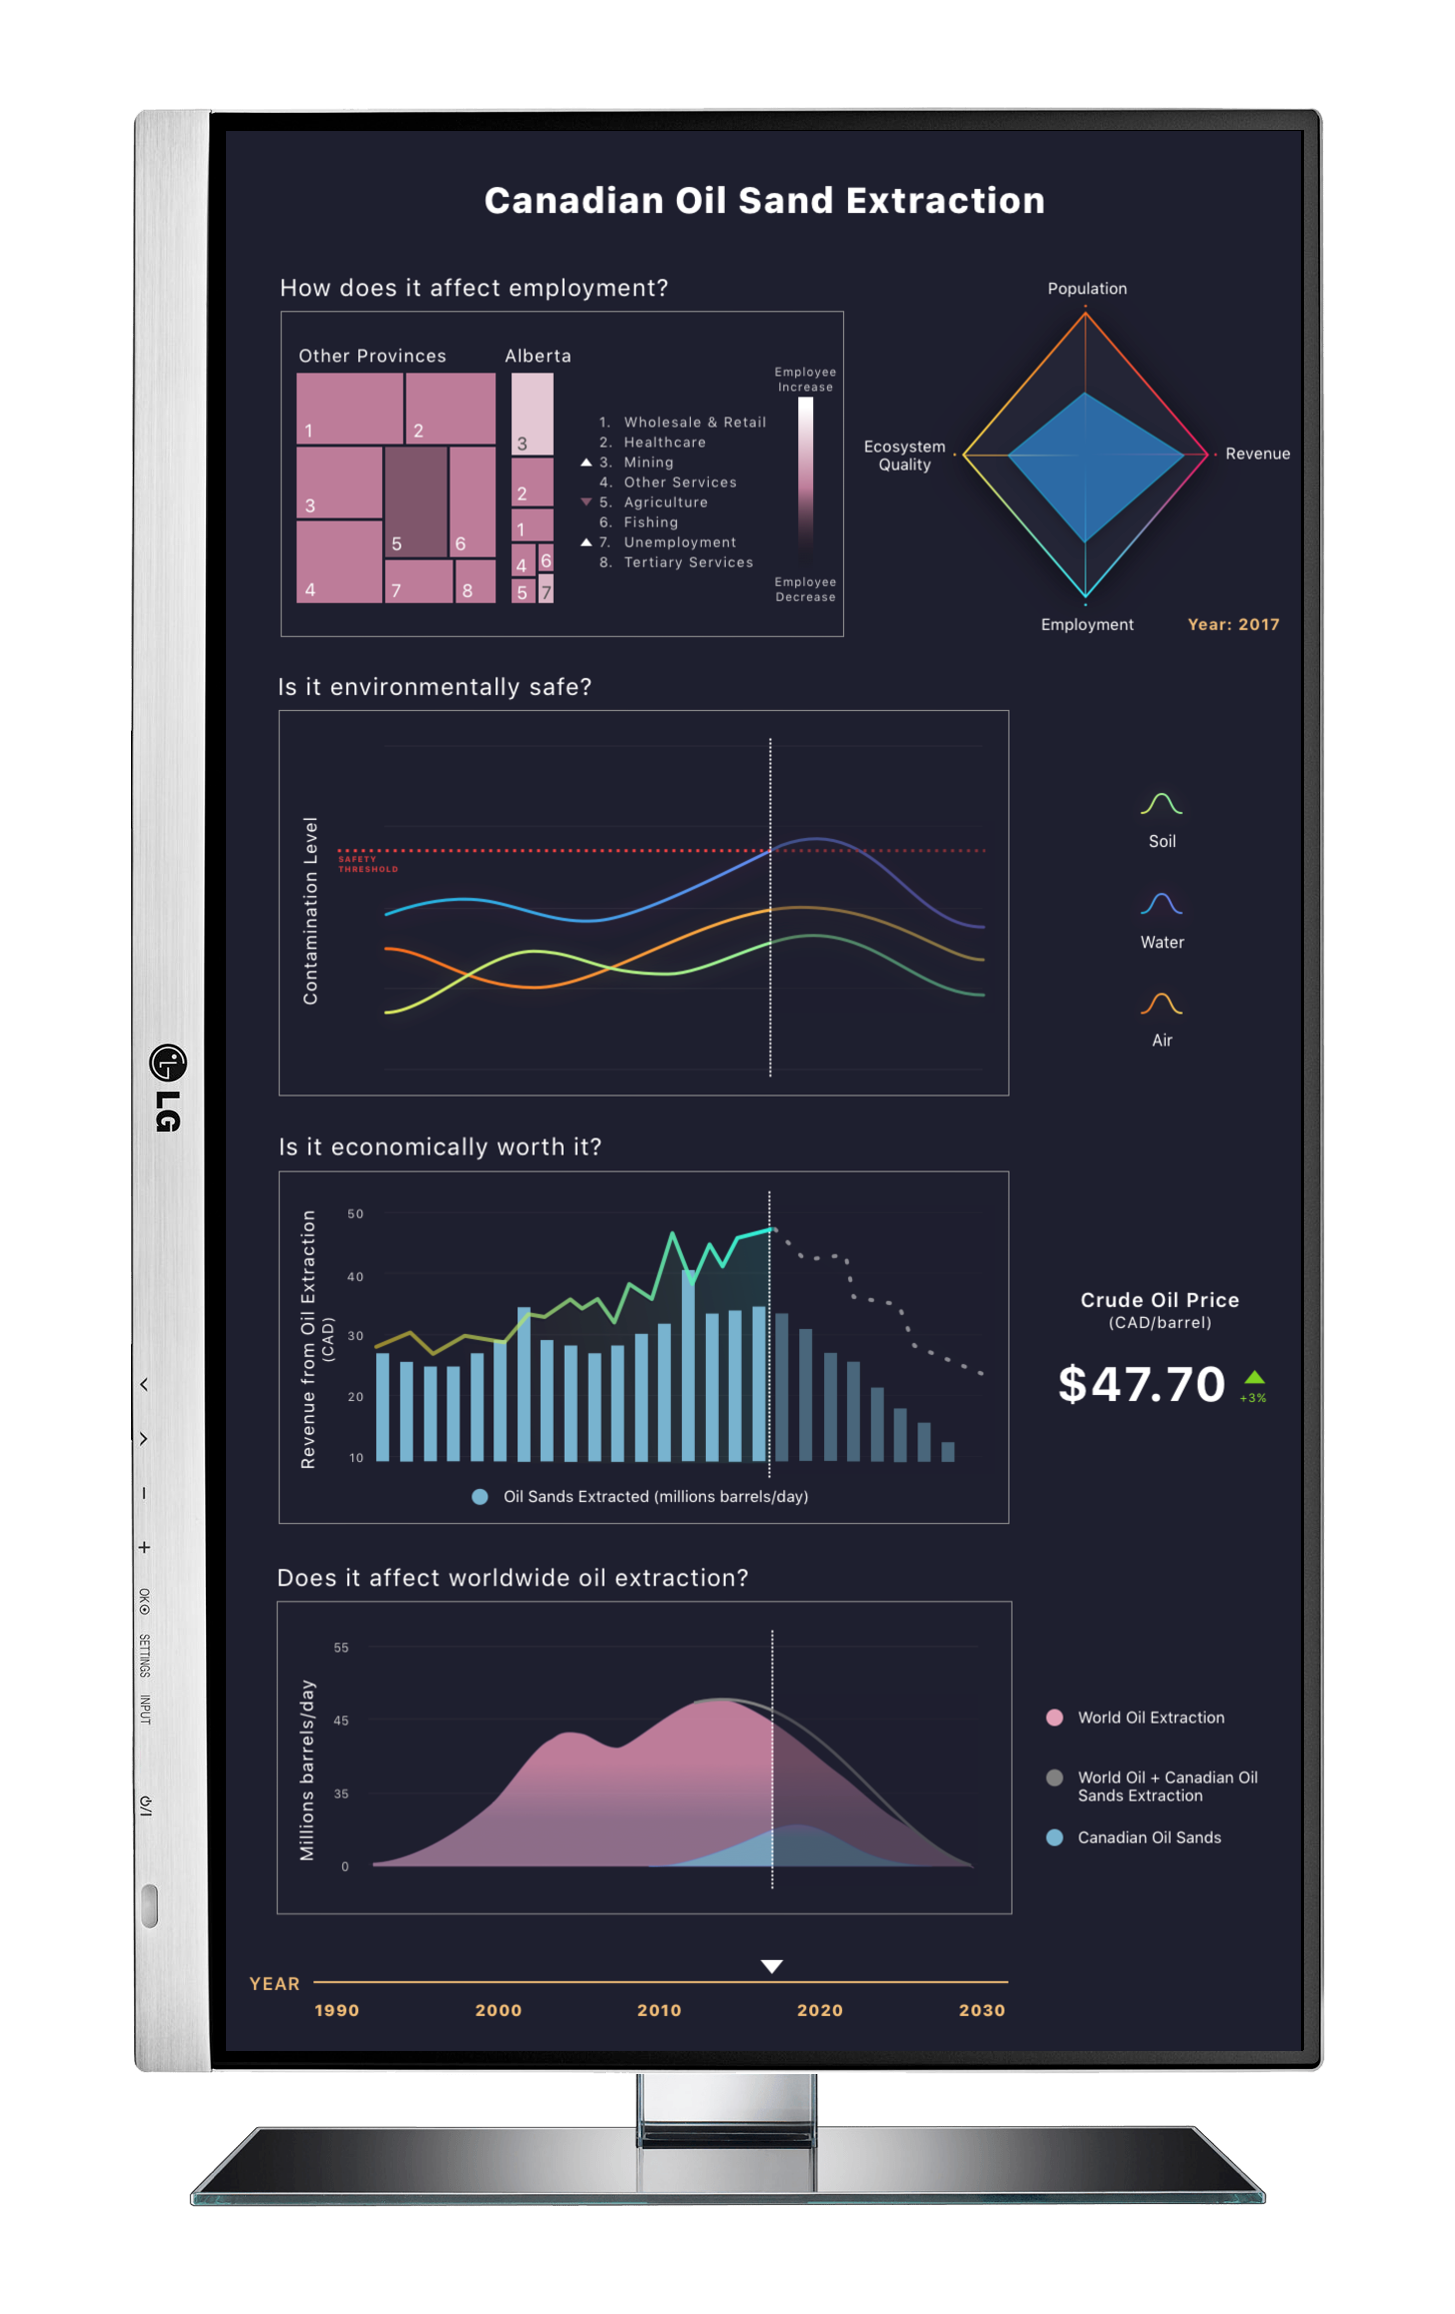 Canadian Oil Sand Extraction
How does it affect employment?
Other Provinces
Alberta
1
2
3
4
5
6
7
8
3
2
1
4
6
5
7
1. Wholesale & Retail
2. Healthcare
3. Mining
4. Other Services
5. Agriculture
6. Fishing
7. Unemployment
8. Tertiary Services
Employee
Increase
Employee
Decrease
Population
Ecosystem
Quality
Revenue
Employment
Year: 2017
Is it environmentally safe?
Contamination Level
SAFETY
THRESHOLD
Soil
Water
Air
Is it economically worth it?
Revenue from Oil Extraction
(CAD)
50
40
30
20
10
Oil Sands Extracted (millions barrels/day)
Crude Oil Price
(CAD/barrel)
$47.70
+3%
Does it affect worldwide oil extraction?
Millions barrels/day
55
45
35
0
World Oil Extraction
World Oil + Canadian Oil
Sands Extraction
Canadian Oil Sands
YEAR
1990
2000
2010
2020
2030
LG
OK
SETTINGS
INPUT